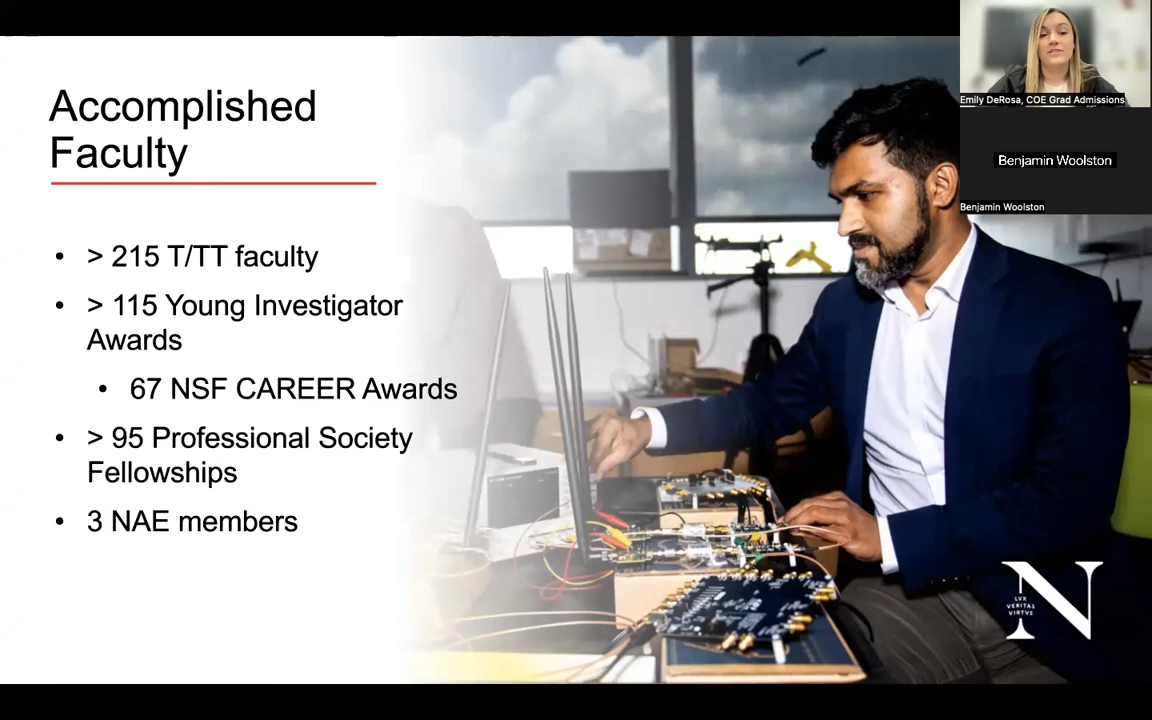 Accomplished
Faculty
• > 215 T/TT faculty
• > 115 Young Investigator
Awards
• 67 NSF CAREER Awards
• > 95 Professional Society
Fellowships
• 3 NAE members
Emily DeRosa, COE Grad Admissions
Benjamin Woolston
Benjamin Woolston
N
LVX
VERITAS
VIRTVS